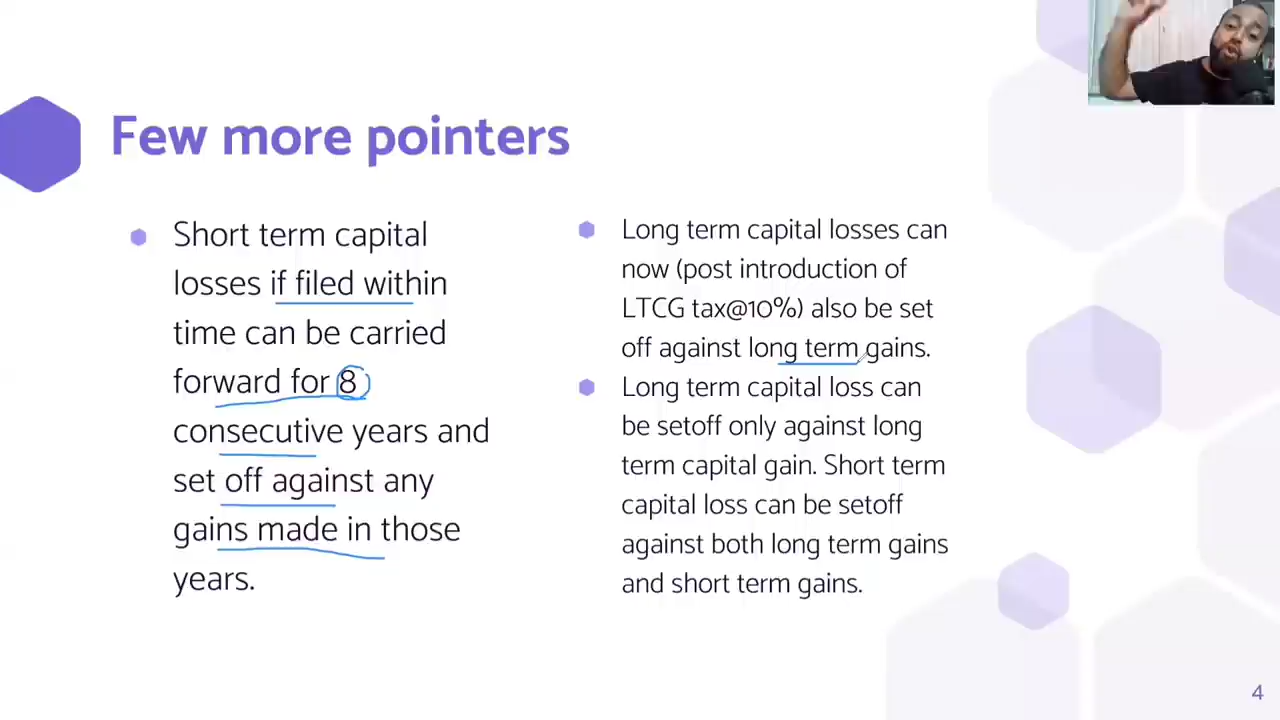 Few more pointers
Short term capital
losses if filed within
time can be carried
forward for 8
consecutive years and
set off against any
gains made in those
years.
Long term capital losses can
now (post introduction of
LTCG tax@10%) also be set
off against long term gains.
Long term capital loss can
be setoff only against long
term capital gain. Short term
capital loss can be setoff
against both long term gains
and short term gains.
4